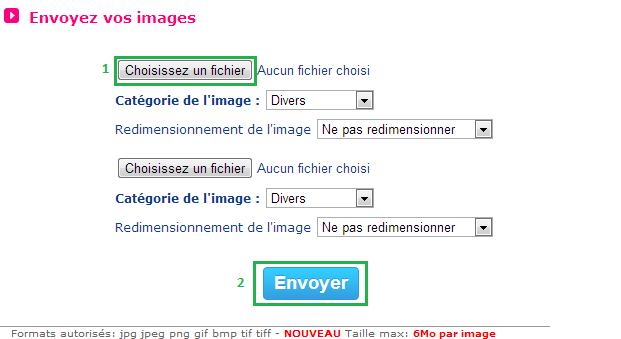 Envoyez vos images
1 Choisissez un fichier Aucun fichier choisi
Catégorie de l'image : Divers
Redimensionnement de l'image Ne pas redimensionner
Choisissez un fichier Aucun fichier choisi
Catégorie de l'image : Divers
Redimensionnement de l'image Ne pas redimensionner
2 Envoyer
Formats autorisés: jpg jpeg png gif bmp tif tiff - NOUVEAU Taille max: 6Mo par image